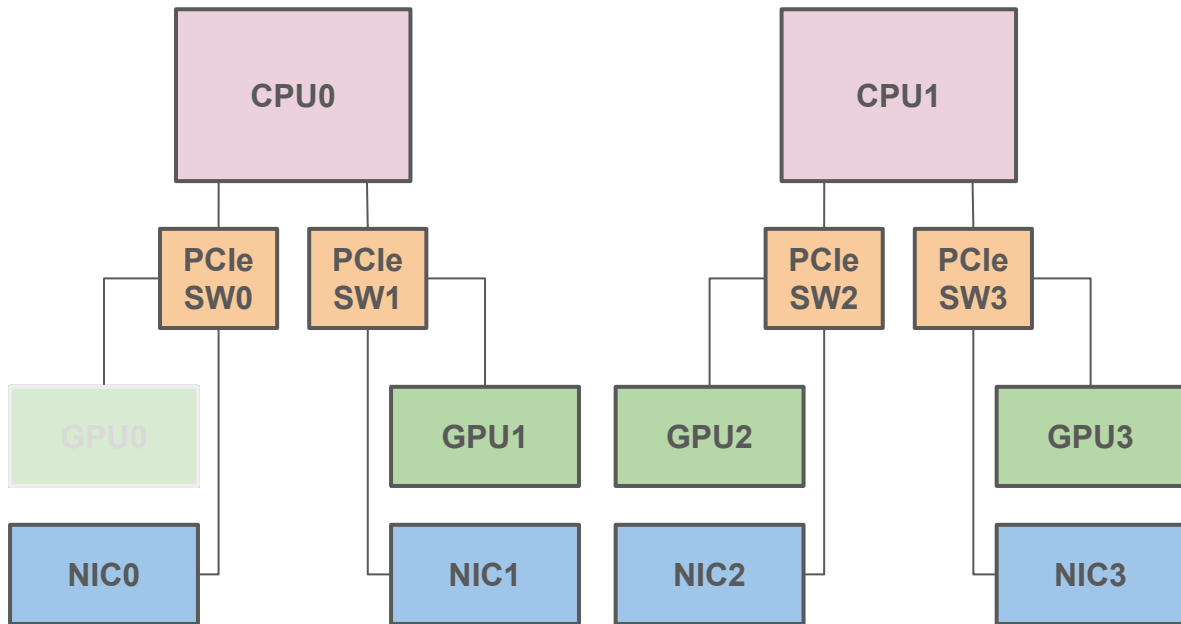 CPU0
CPU1
PCIe
SW0
PCIe
SW1
PCIe
SW2
PCIe
SW3
GPU0
GPU1
GPU2
GPU3
NIC0
NIC1
NIC2
NIC3